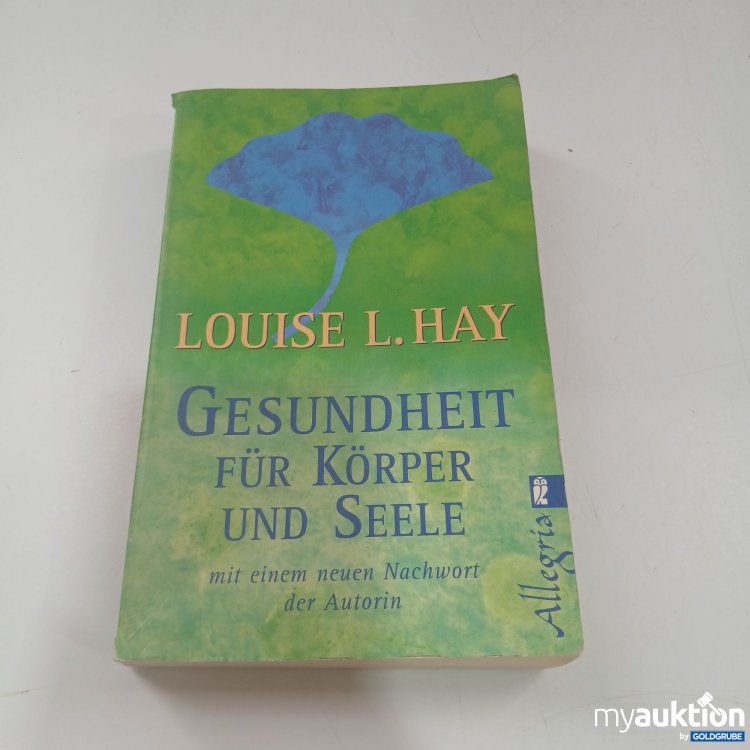 LOUISE L. HAY
GESUNDHEIT
FÜR KÖRPER
UND SEELE
mit einem neuen Nachwort
der Autorin
Allegria
myauktion
by GOLDGRUBE